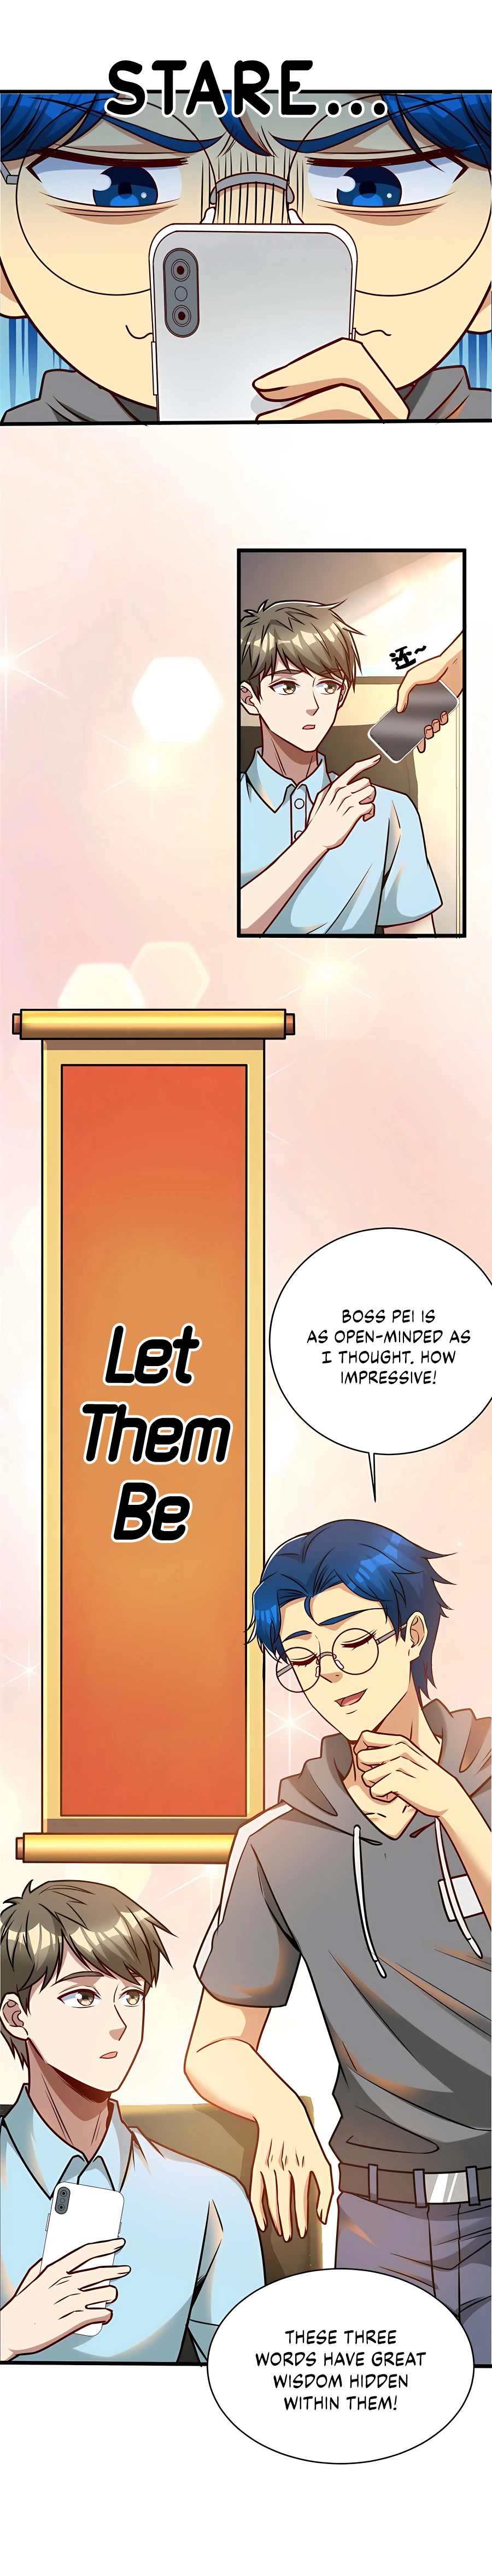 STARE...
还~
Let
Them
Be
BOSS PEI IS
AS OPEN-MINDED AS
I THOUGHT. HOW
IMPRESSIVE!
THESE THREE
WORDS HAVE GREAT
WISDOM HIDDEN
WITHIN THEM!